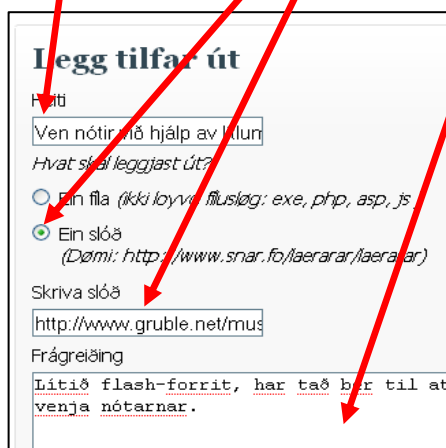 Legg tilfar út
Heiti
Ven nótir við hjálp av
Hvat skal leggjast út?
Ein fíla (ikki loyvd fíluslög: exe, php, asp, js
Ein slóð
(Dømi: http://www.snar.fo/laerarar/laerarar)
Skriva slóð
http://www.gruble.net/mus
Frágreiðing
Lítið flash-forrit, har tað ber til at
venja nótarnar.